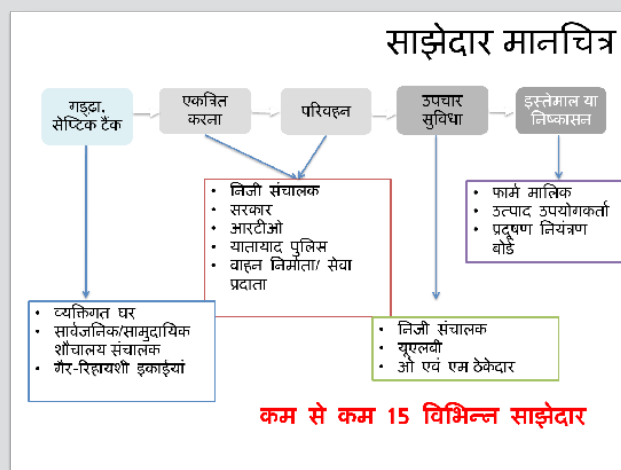 साझेदार मानचित्र
गड्ढा.
सेप्टिक टैंक
एकत्रित
करना
परिवहन
उपचार
सुविधा
इस्तेमाल या
निष्कासन
• निजी संचालक
• सरकार
• आरटीओ
• यातायाद पुलिस
• वाहन निर्माता/ सेवा
प्रदाता
• फार्म मालिक
• उत्पाद उपयोगकर्ता
• प्रदूषण नियंत्रण
बोर्ड
• व्यक्तिगत घर
• सार्वजनिक/सामुदायिक
शौचालय संचालक
• गैर-रिहायशी इकाईयां
• निजी संचालक
• यूएलबी
• ओ एवं एम ठेकेदार
कम से कम 15 विभिन्न साझेदार